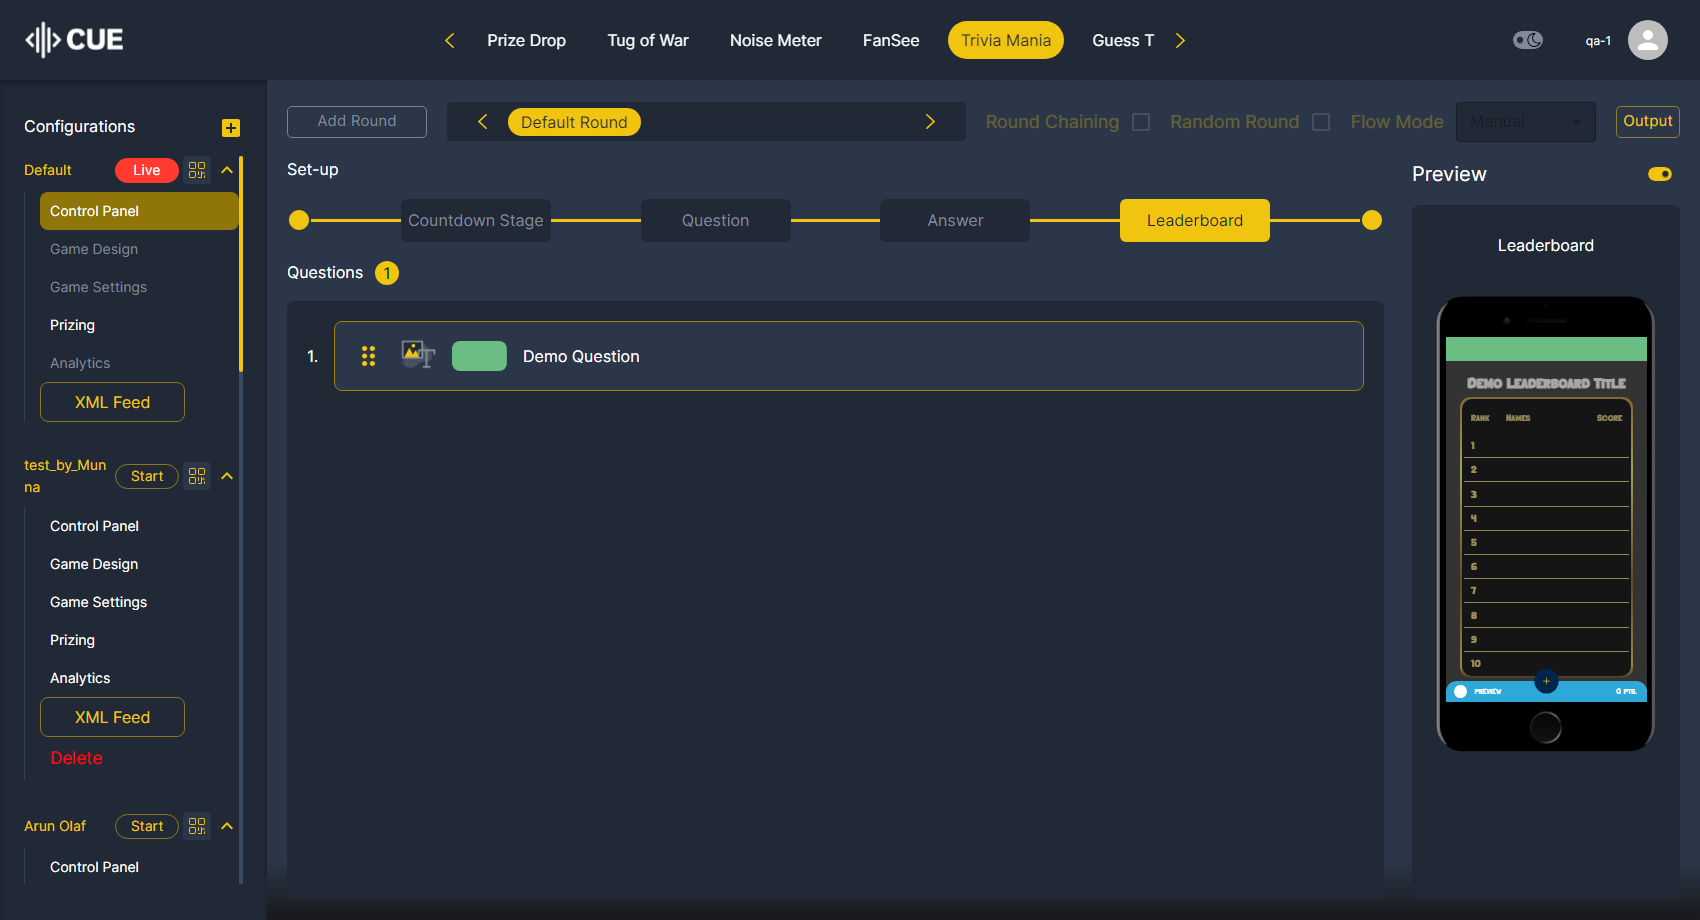 CUE
Prize Drop
Tug of War
Noise Meter
FanSee
Trivia Mania
Guess T
qa-1
Configurations
Default
Live
Control Panel
Game Design
Game Settings
Prizing
Analytics
XML Feed
test_by_Mun
na
Start
Control Panel
Game Design
Game Settings
Prizing
Analytics
XML Feed
Delete
Arun Olaf
Start
Control Panel
Add Round
Default Round
Round Chaining
Random Round
Flow Mode
Manual
Output
Set-up
Countdown Stage
Question
Answer
Leaderboard
Questions 1
1. Demo Question
Preview
Leaderboard
Demo Leaderboard Title
Rank Names Score
1
2
3
4
5
6
7
8
9
10
PREVIEW
0 PTS.